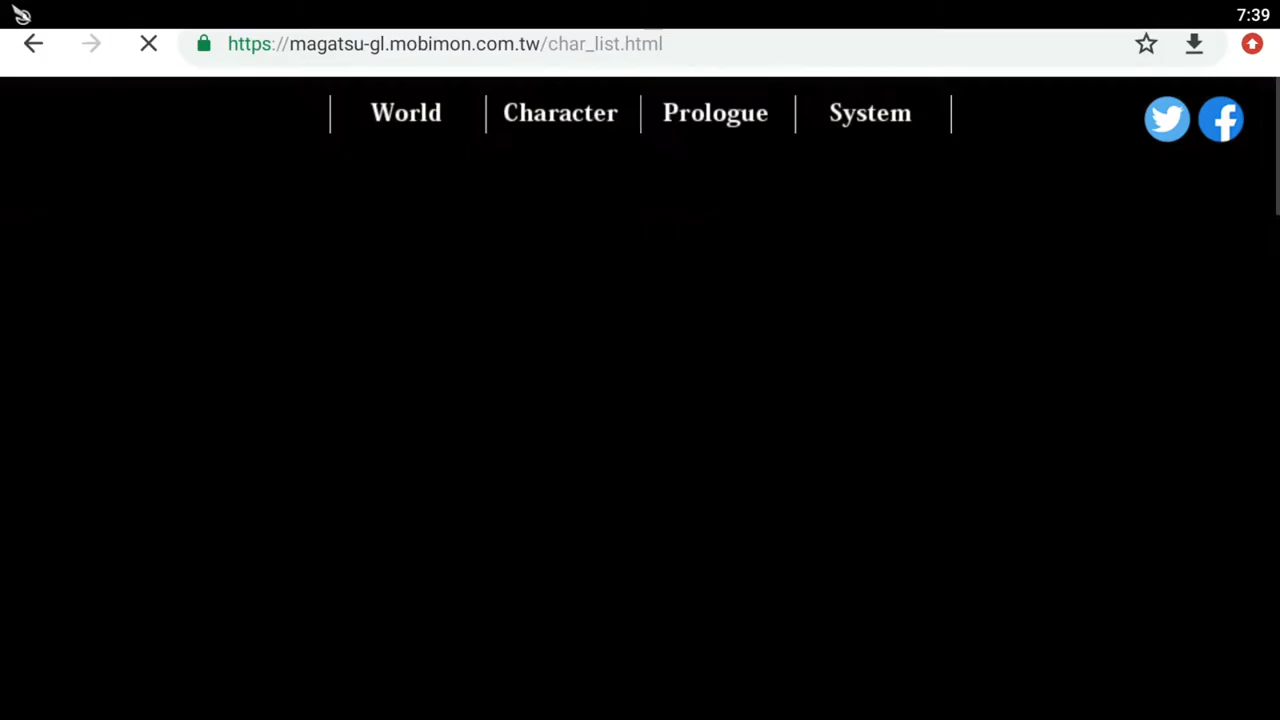 7:39
https://magatsu-gl.mobimon.com.tw/char_list.html
World
Character
Prologue
System